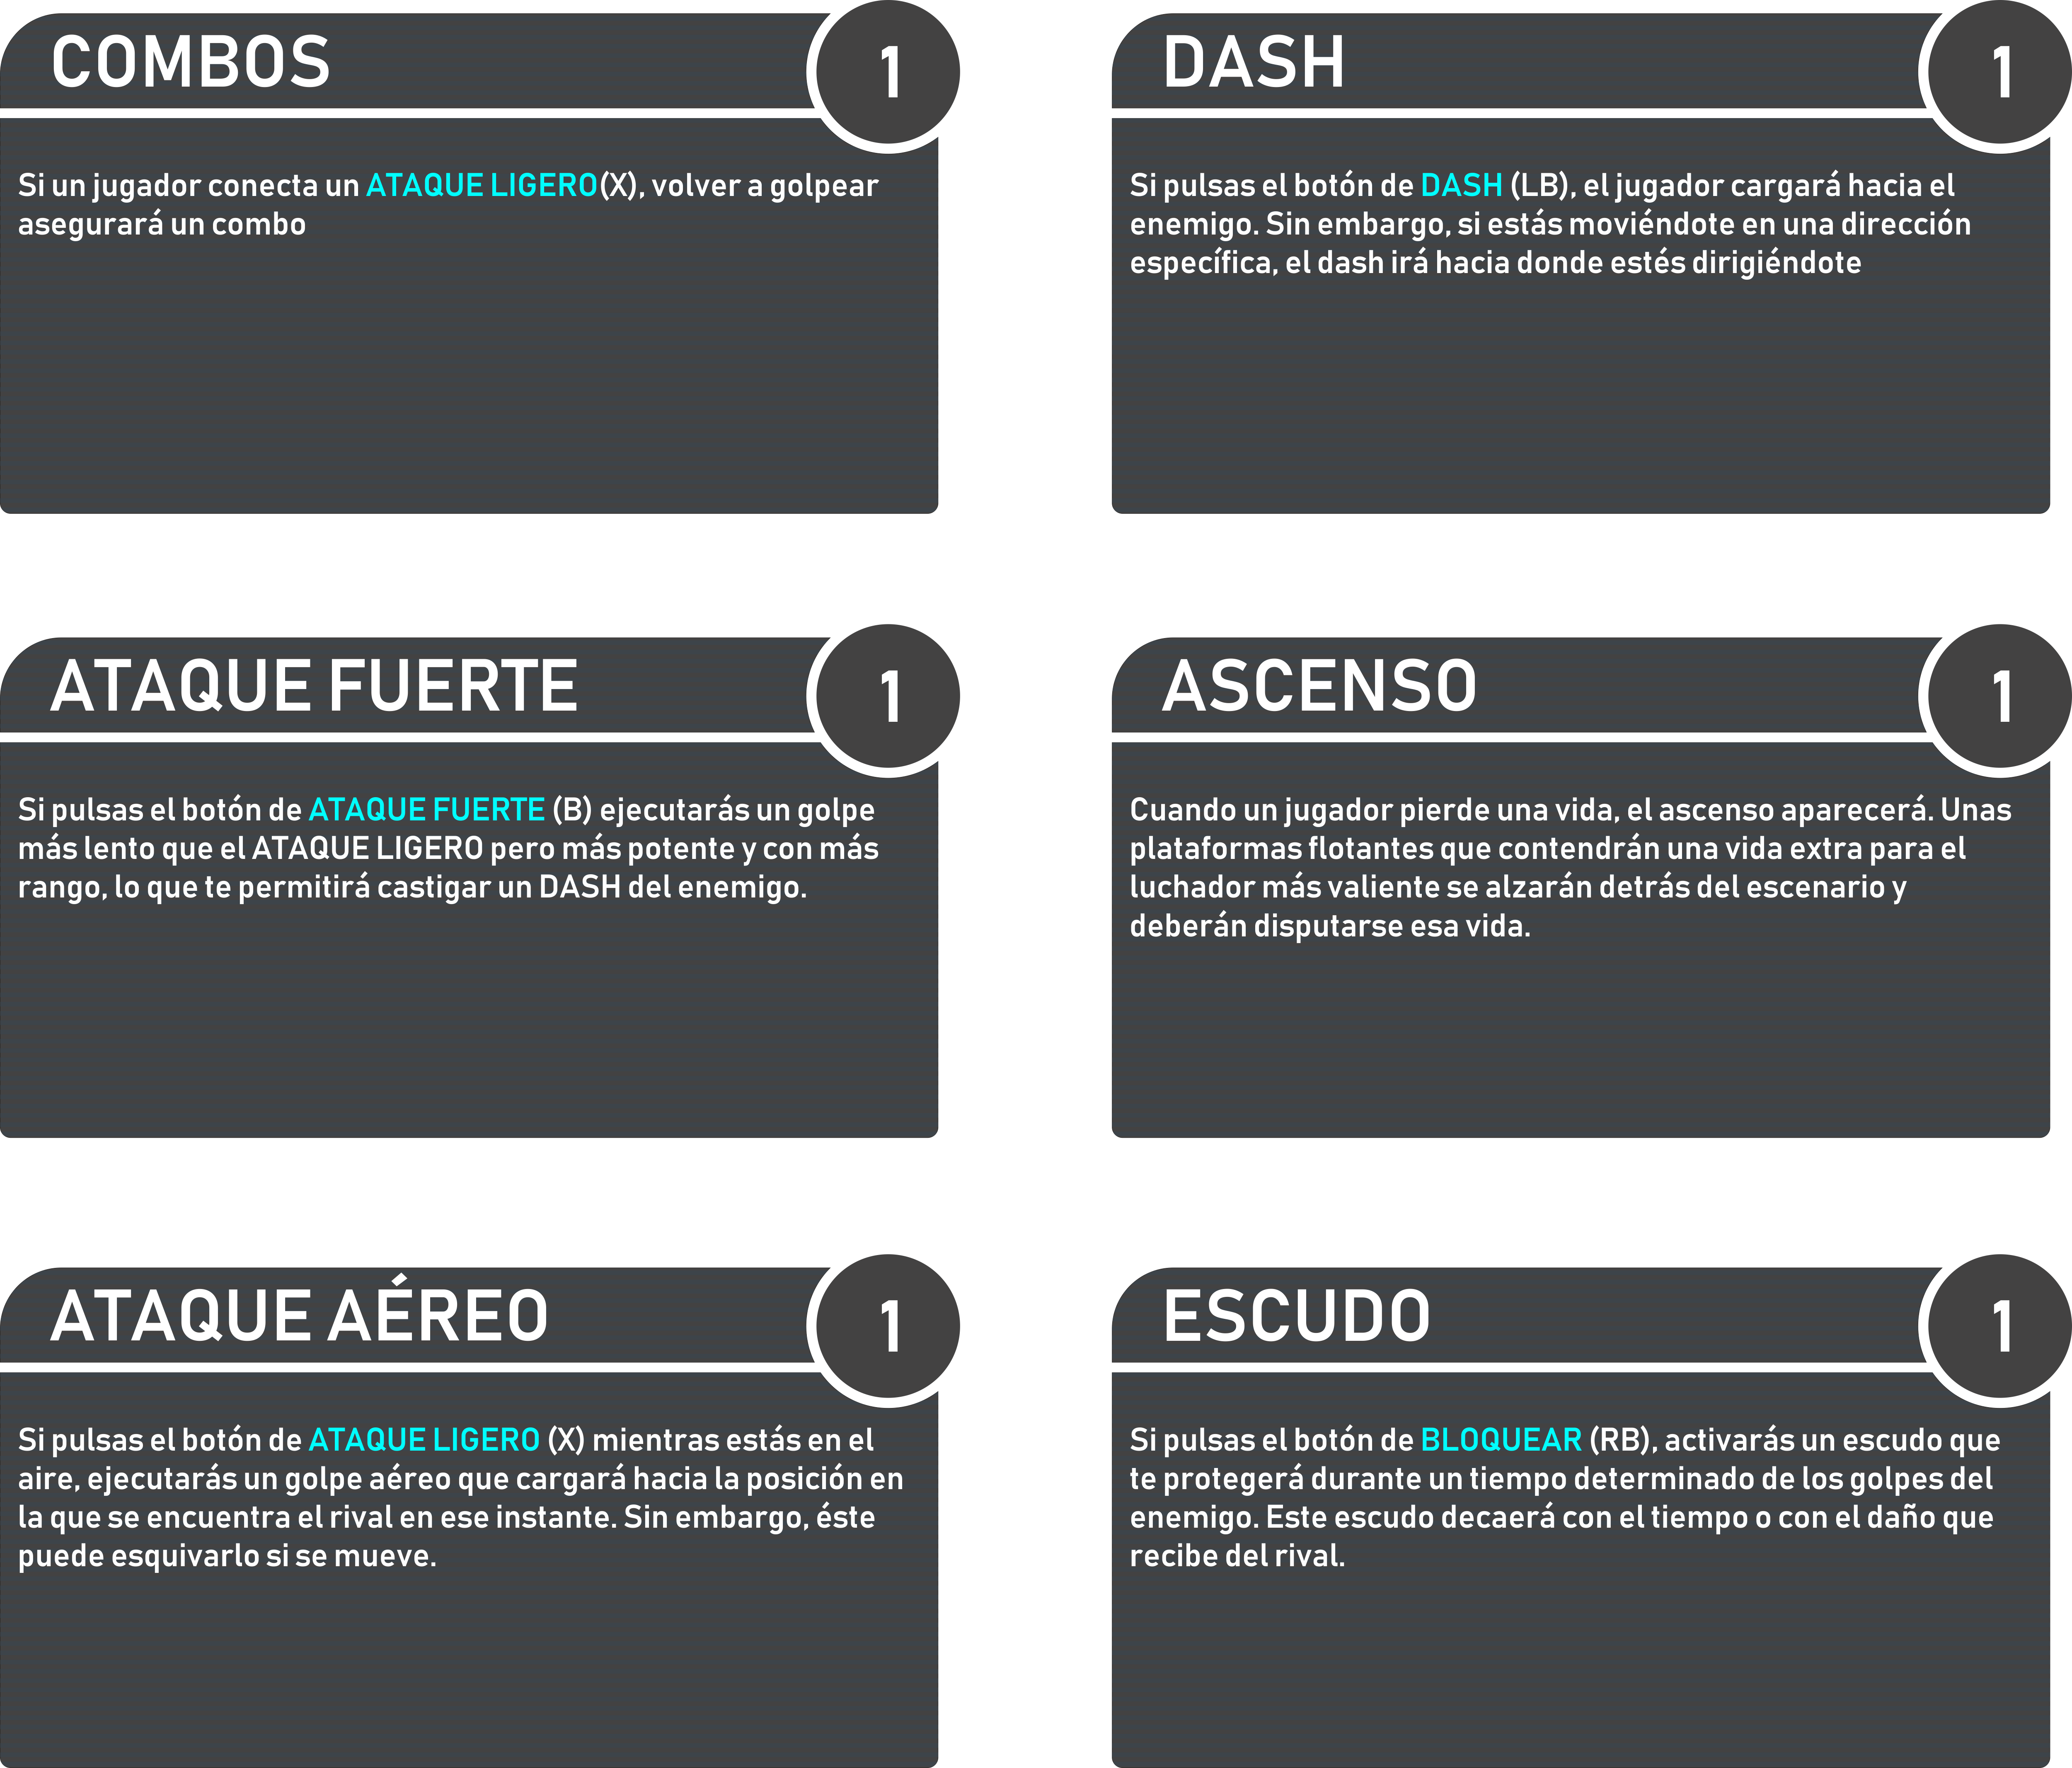 COMBOS
1
Si un jugador conecta un ATAQUE LIGERO(X), volver a golpear
asegurará un combo
DASH
1
Si pulsas el botón de DASH (LB), el jugador cargará hacia el
enemigo. Sin embargo, si estás moviéndote en una dirección
específica, el dash irá hacia donde estés dirigiéndote
ATAQUE FUERTE
1
Si pulsas el botón de ATAQUE FUERTE (B) ejecutarás un golpe
más lento que el ATAQUE LIGERO pero más potente y con más
rango, lo que te permitirá castigar un DASH del enemigo.
ASCENSO
1
Cuando un jugador pierde una vida, el ascenso aparecerá. Unas
plataformas flotantes que contendrán una vida extra para el
luchador más valiente se alzarán detrás del escenario y
deberán disputarse esa vida.
ATAQUE AÉREO
1
Si pulsas el botón de ATAQUE LIGERO (X) mientras estás en el
aire, ejecutarás un golpe aéreo que cargará hacia la posición en
la que se encuentra el rival en ese instante. Sin embargo, éste
puede esquivarlo si se mueve.
ESCUDO
1
Si pulsas el botón de BLOQUEAR (RB), activarás un escudo que
te protegerá durante un tiempo determinado de los golpes del
enemigo. Este escudo decaerá con el tiempo o con el daño que
recibe del rival.